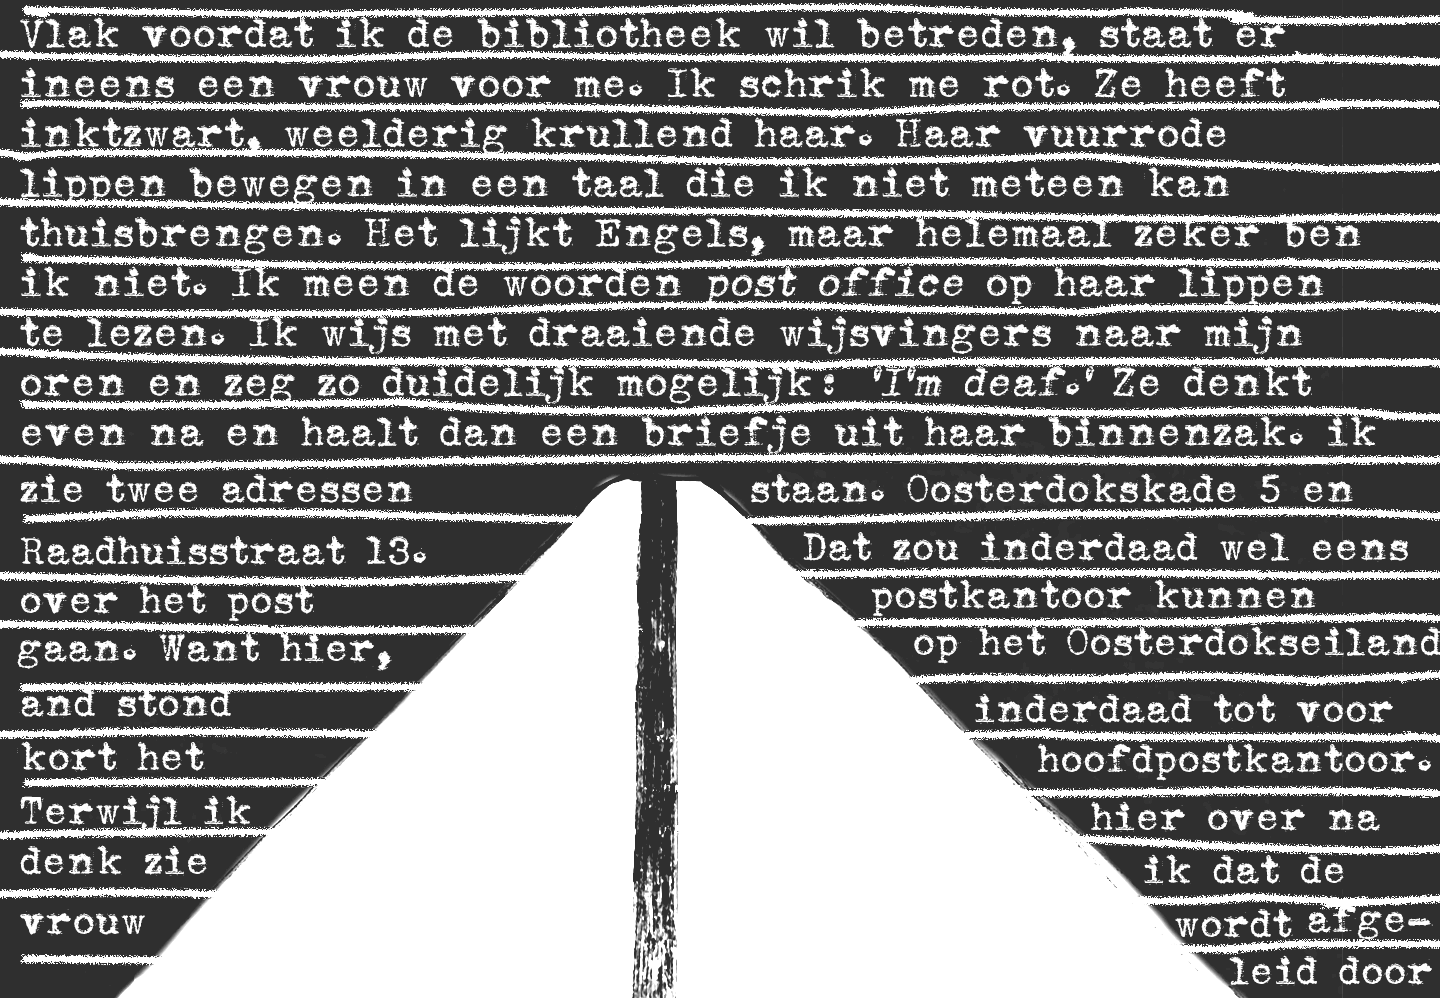 Vlak voordat ik de bibliotheek wil betreden, staat er
ineens een vrouw voor me. Ik schrik me rot. Ze heeft
inktzwart, weelderig krullend haar. Haar vuurrode
lippen bewegen in een taal die ik niet meteen kan
thuisbrengen. Het lijkt Engels, maar helemaal zeker ben
ik niet. Ik meen de woorden post office op haar lippen
te lezen. Ik wijs met draaiende wijsvingers naar mijn
oren en zeg zo duidelijk mogelijk: 'I'm deaf.' Ze denkt
even na en haalt dan een briefje uit haar binnenzak. ik
zie twee adressen staan. Oosterdokskade 5 en
Raadhuisstraat 13. Dat zou inderdaad wel eens
over het post postkantoor kunnen
gaan. Want hier, op het Oosterdokseiland
and stond inderdaad tot voor
kort het hoofdpostkantoor.
Terwijl ik hier over na
denk zie ik dat de
vrouw wordt afge-
leid door